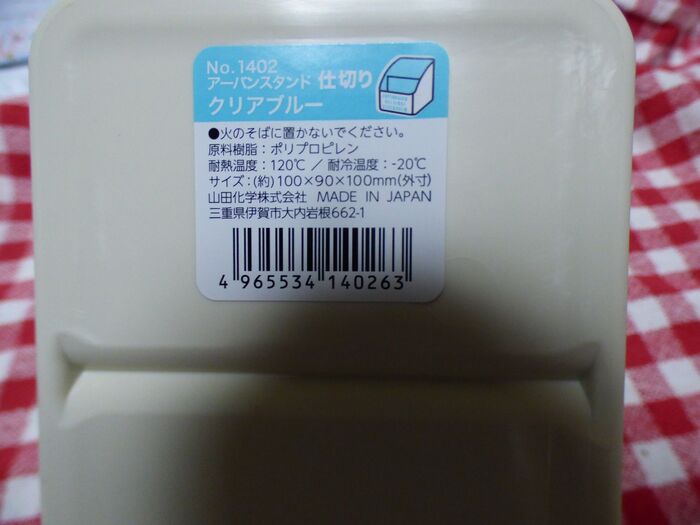 No.1402
アーバンスタンド 仕切り
クリアブルー
●火のそばに置かないでください。
原料樹脂：ポリプロピレン
耐熱温度：120℃ ／ 耐冷温度：-20℃
サイズ：(約)100×90×100mm(外寸)
山田化学株式会社 MADE IN JAPAN
三重県伊賀市大内岩根662-1
4 965534 140263